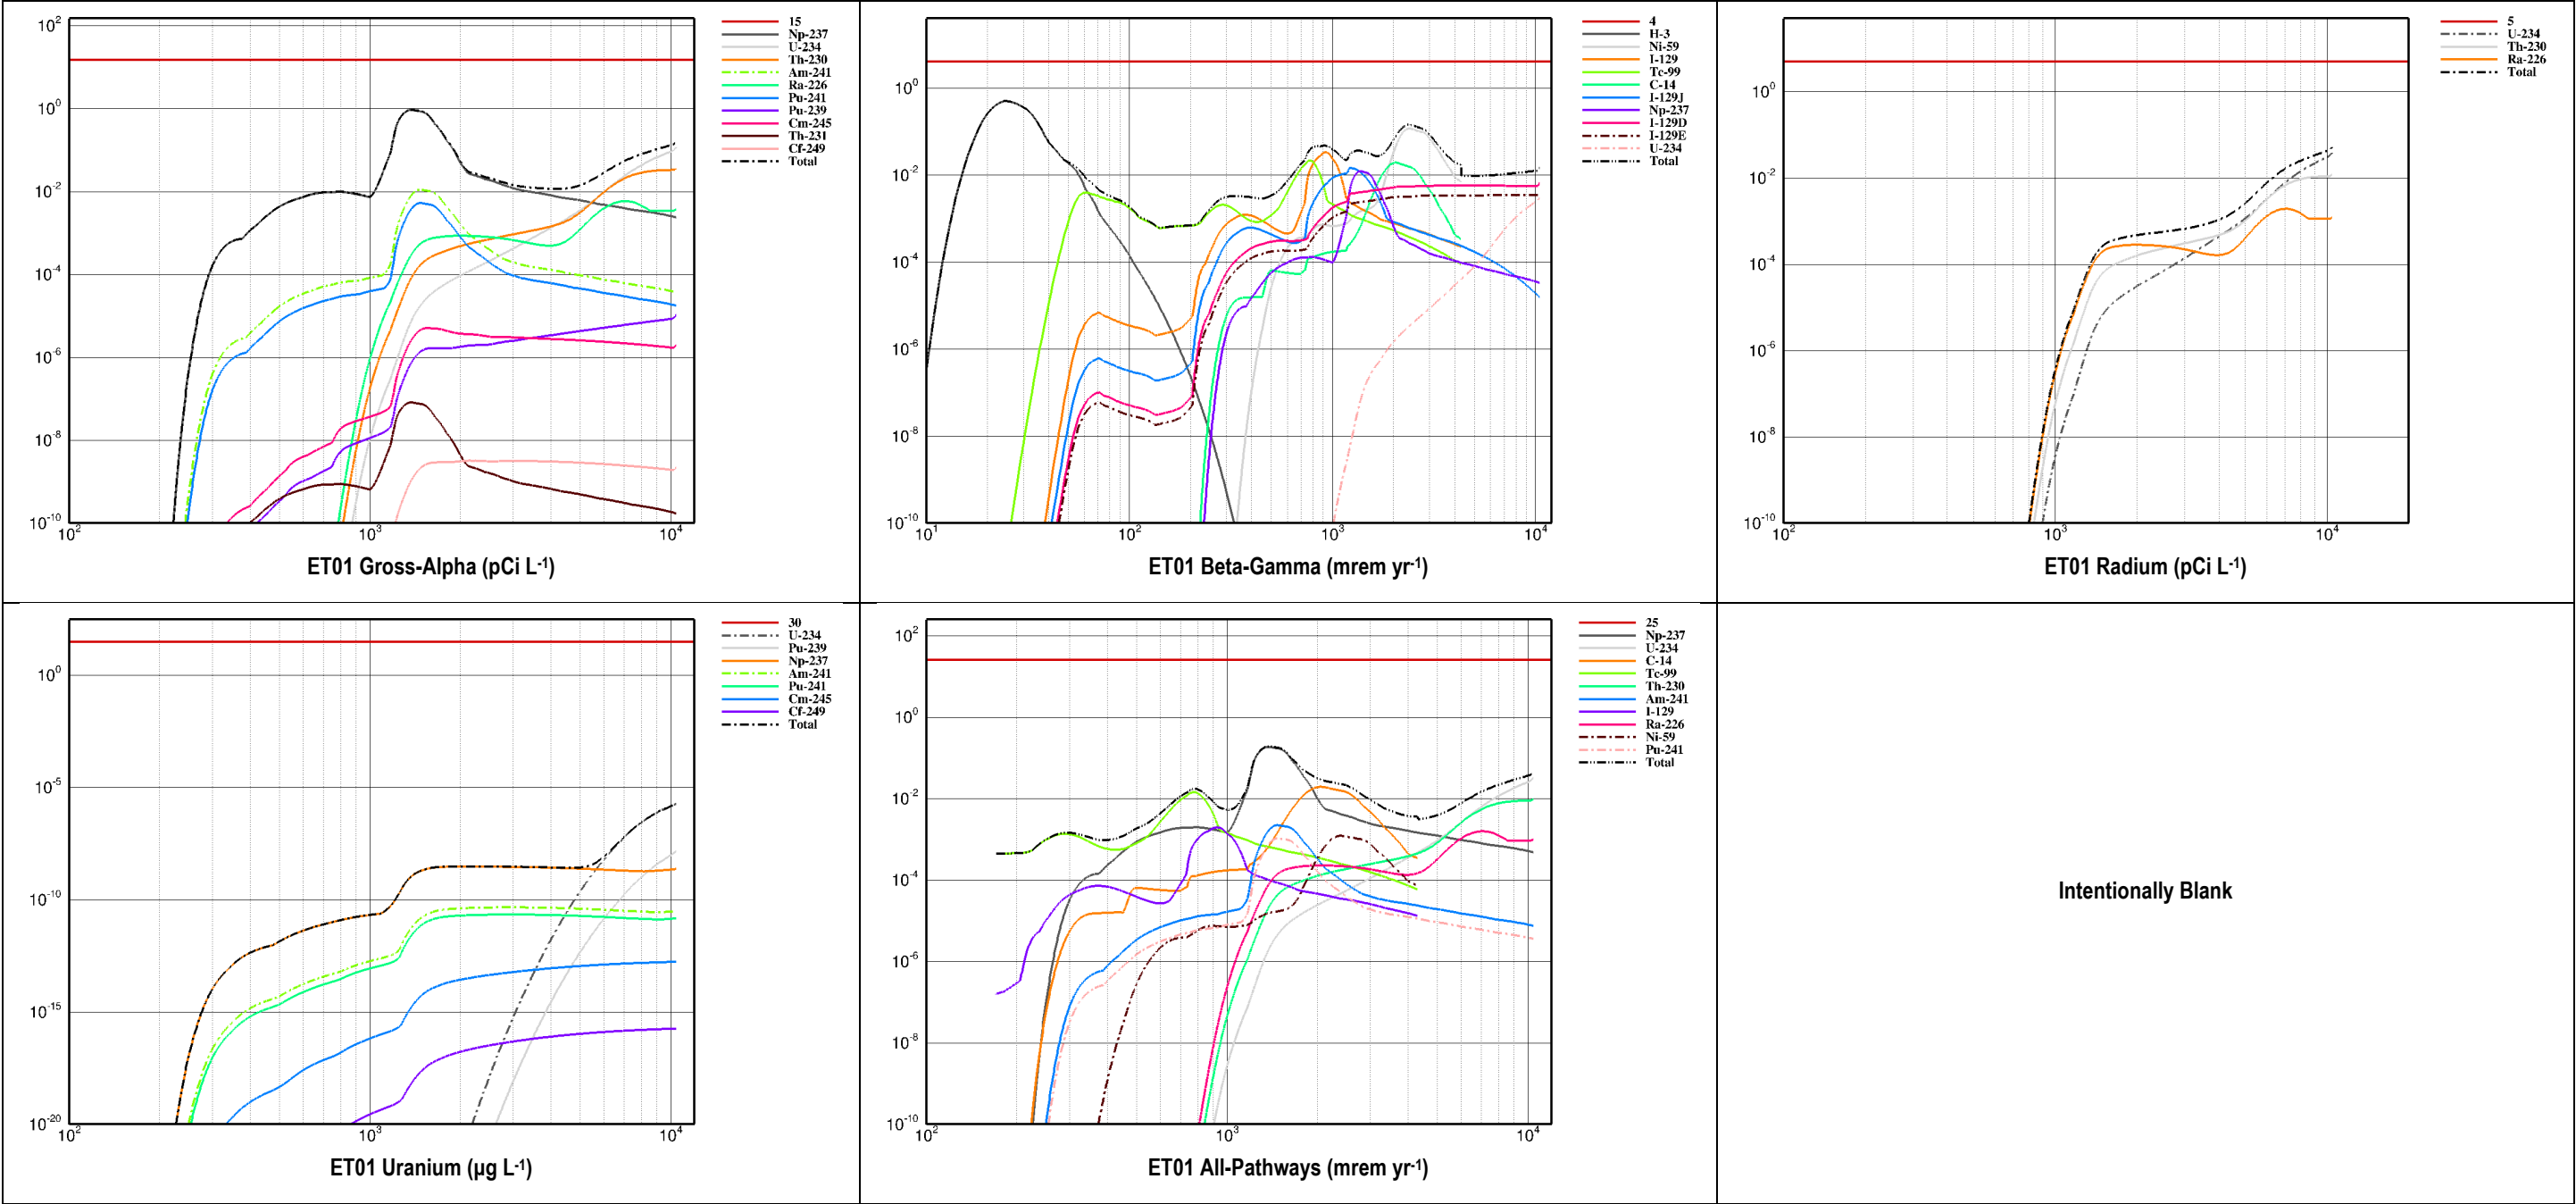 10²
10⁰
10⁻²
10⁻⁴
10⁻⁶
10⁻⁸
10⁻¹⁰
10² 10³ 10⁴
15
Np-237
U-234
Th-230
Am-241
Ra-226
Pu-241
Pu-239
Cm-245
Th-231
Cf-249
Total
ET01 Gross-Alpha (pCi L⁻¹)
10⁰
10⁻²
10⁻⁴
10⁻⁶
10⁻⁸
10⁻¹⁰
10¹ 10² 10³ 10⁴
4
H-3
Ni-59
I-129
Tc-99
C-14
I-129J
Np-237
I-129D
I-129E
U-234
Total
ET01 Beta-Gamma (mrem yr⁻¹)
10⁰
10⁻²
10⁻⁴
10⁻⁶
10⁻⁸
10⁻¹⁰
10² 10³ 10⁴
5
U-234
Th-230
Ra-226
Total
ET01 Radium (pCi L⁻¹)
10⁰
10⁻⁵
10⁻¹⁰
10⁻¹⁵
10⁻²⁰
10² 10³ 10⁴
30
U-234
Pu-239
Np-237
Am-241
Pu-241
Cm-245
Cf-249
Total
ET01 Uranium (µg L⁻¹)
10²
10⁰
10⁻²
10⁻⁴
10⁻⁶
10⁻⁸
10⁻¹⁰
10² 10³ 10⁴
25
Np-237
U-234
C-14
Tc-99
Th-230
Am-241
I-129
Ra-226
Ni-59
Pu-241
Total
ET01 All-Pathways (mrem yr⁻¹)
Intentionally Blank